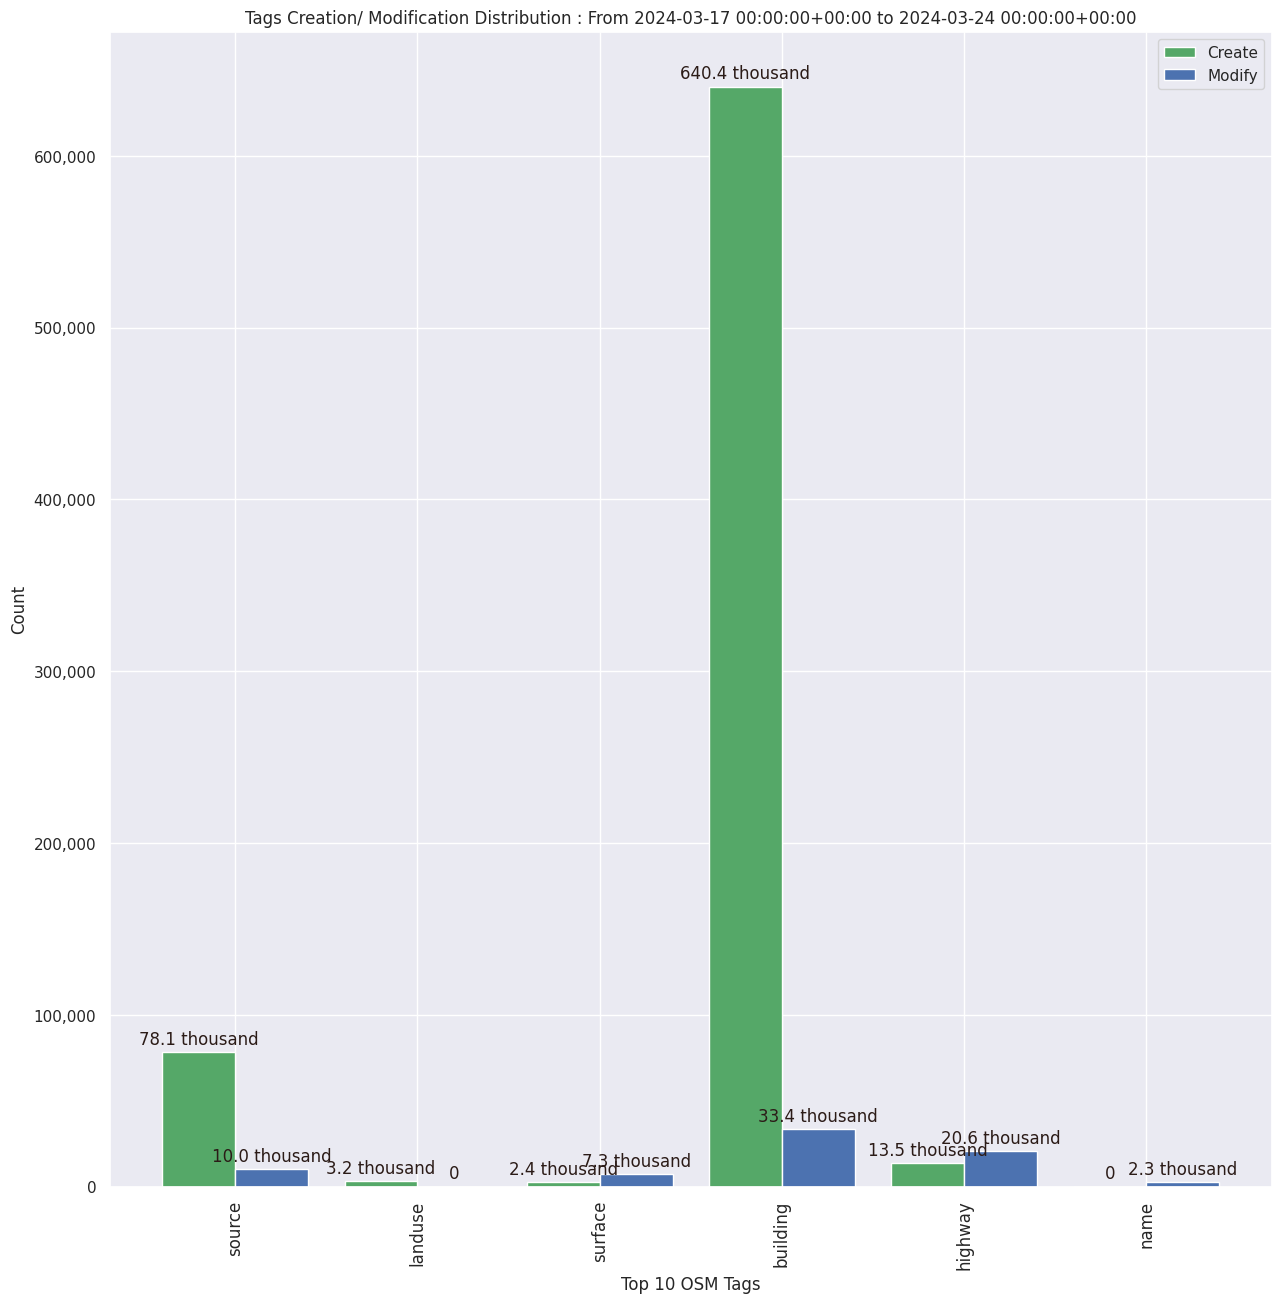 Tags Creation/ Modification Distribution : From 2024-03-17 00:00:00+00:00 to 2024-03-24 00:00:00+00:00
Create
Modify
640.4 thousand
600,000
500,000
400,000
Count
300,000
200,000
100,000
78.1 thousand
33.4 thousand
20.6 thousand
13.5 thousand
10.0 thousand
7.3 thousand
3.2 thousand
0
2.4 thousand
0
2.3 thousand
0
source
landuse
surface
building
highway
name
Top 10 OSM Tags